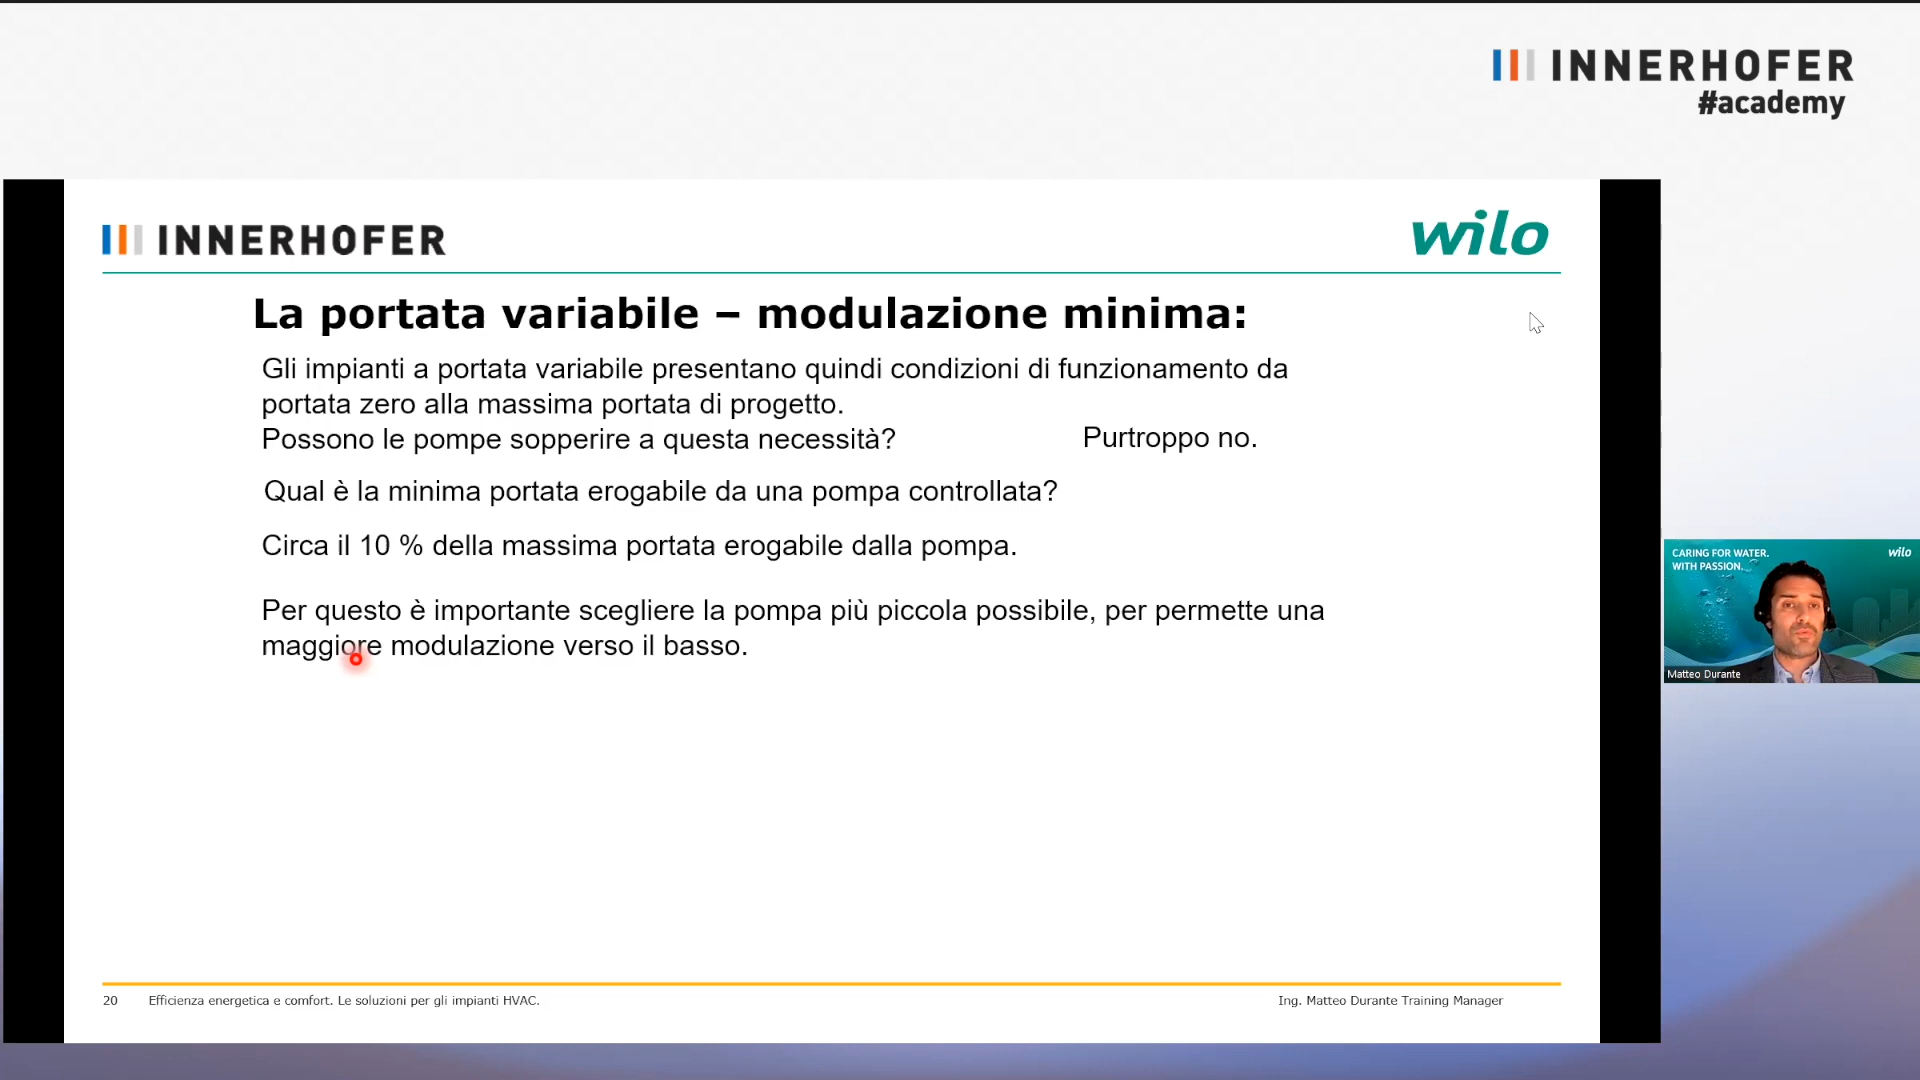 INNERHOFER
#academy
INNERHOFER
wilo
La portata variabile – modulazione minima:
Gli impianti a portata variabile presentano quindi condizioni di funzionamento da
portata zero alla massima portata di progetto.
Possono le pompe sopperire a questa necessità?
Purtroppo no.
Qual è la minima portata erogabile da una pompa controllata?
Circa il 10 % della massima portata erogabile dalla pompa.
Per questo è importante scegliere la pompa più piccola possibile, per permette una
maggiore modulazione verso il basso.
CARING FOR WATER.
WITH PASSION.
wilo
Matteo Durante
20
Efficienza energetica e comfort. Le soluzioni per gli impianti HVAC.
Ing. Matteo Durante Training Manager